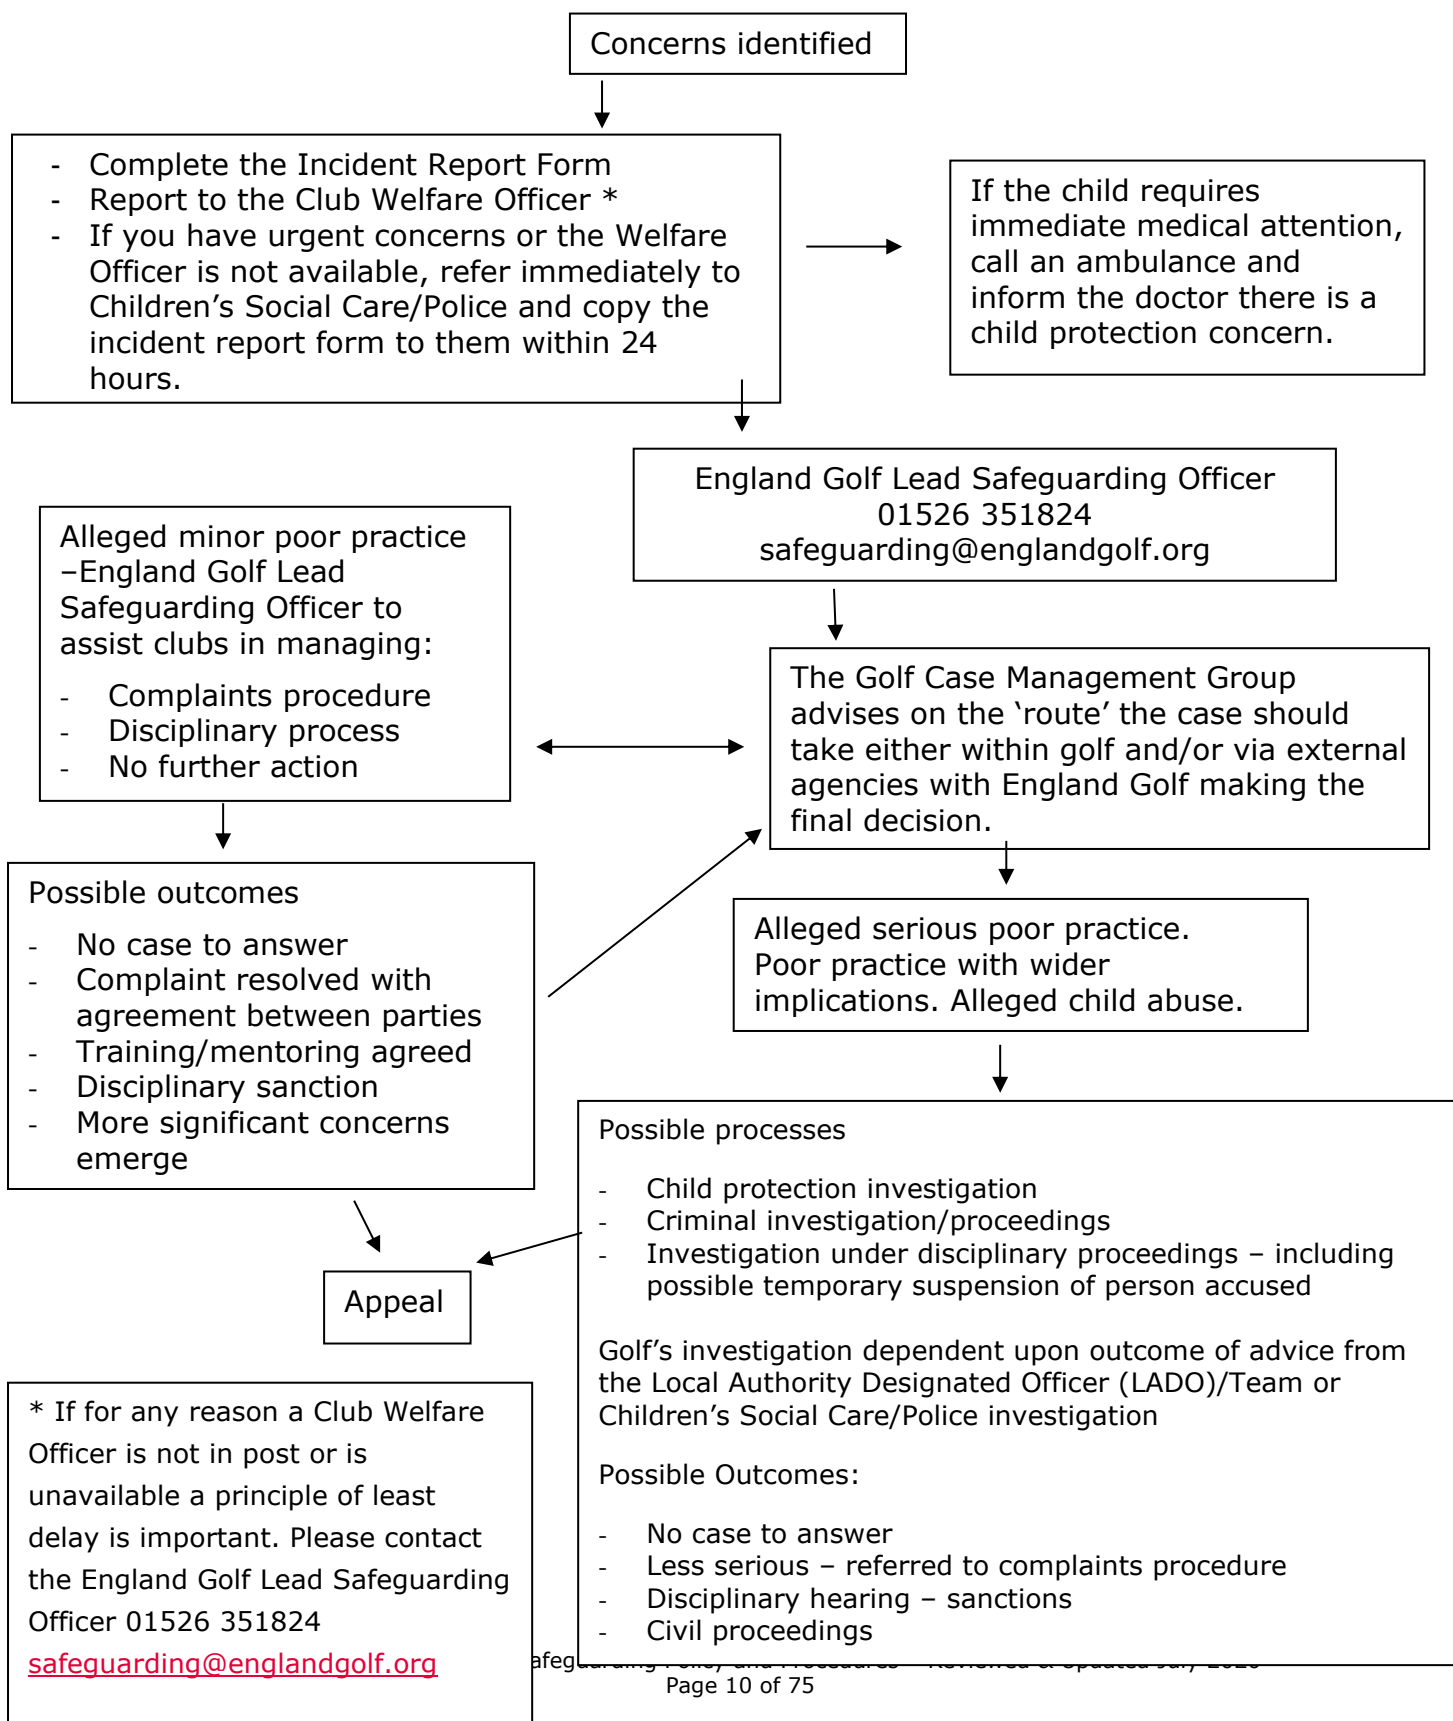 Concerns identified
- Complete the Incident Report Form
- Report to the Club Welfare Officer *
- If you have urgent concerns or the Welfare
Officer is not available, refer immediately to
Children’s Social Care/Police and copy the
incident report form to them within 24
hours.
If the child requires
immediate medical attention,
call an ambulance and
inform the doctor there is a
child protection concern.
England Golf Lead Safeguarding Officer
01526 351824
safeguarding@englandgolf.org
Alleged minor poor practice
–England Golf Lead
Safeguarding Officer to
assist clubs in managing:
- Complaints procedure
- Disciplinary process
- No further action
The Golf Case Management Group
advises on the ‘route’ the case should
take either within golf and/or via external
agencies with England Golf making the
final decision.
Possible outcomes
- No case to answer
- Complaint resolved with
agreement between parties
- Training/mentoring agreed
- Disciplinary sanction
- More significant concerns
emerge
Alleged serious poor practice.
Poor practice with wider
implications. Alleged child abuse.
Possible processes
- Child protection investigation
- Criminal investigation/proceedings
- Investigation under disciplinary proceedings – including
possible temporary suspension of person accused
Golf’s investigation dependent upon outcome of advice from
the Local Authority Designated Officer (LADO)/Team or
Children’s Social Care/Police investigation
Possible Outcomes:
- No case to answer
- Less serious – referred to complaints procedure
- Disciplinary hearing – sanctions
- Civil proceedings
Appeal
* If for any reason a Club Welfare
Officer is not in post or is
unavailable a principle of least
delay is important. Please contact
the England Golf Lead Safeguarding
Officer 01526 351824
safeguarding@englandgolf.org
Policy and Procedures Reviewed & Updated July
Page 10 of 75